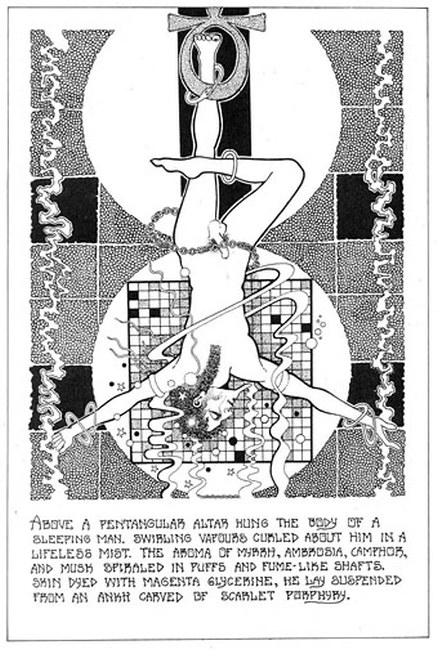 ABOVE A PENTANGULAR ALTAR HUNG THE BODY OF A
SLEEPING MAN. SWIRLING VAPOURS CURLED ABOUT HIM IN A
LIFELESS MIST. THE AROMA OF MYRRH, AMBROSIA, CAMPHOR,
AND MUSK SPIRALED IN PUFFS AND FUME-LIKE SHAFTS.
SKIN DYED WITH MAGENTA GLYCERINE, HE LAY SUSPENDED
FROM AN ANKH CARVED OF SCARLET PORPHYRY.